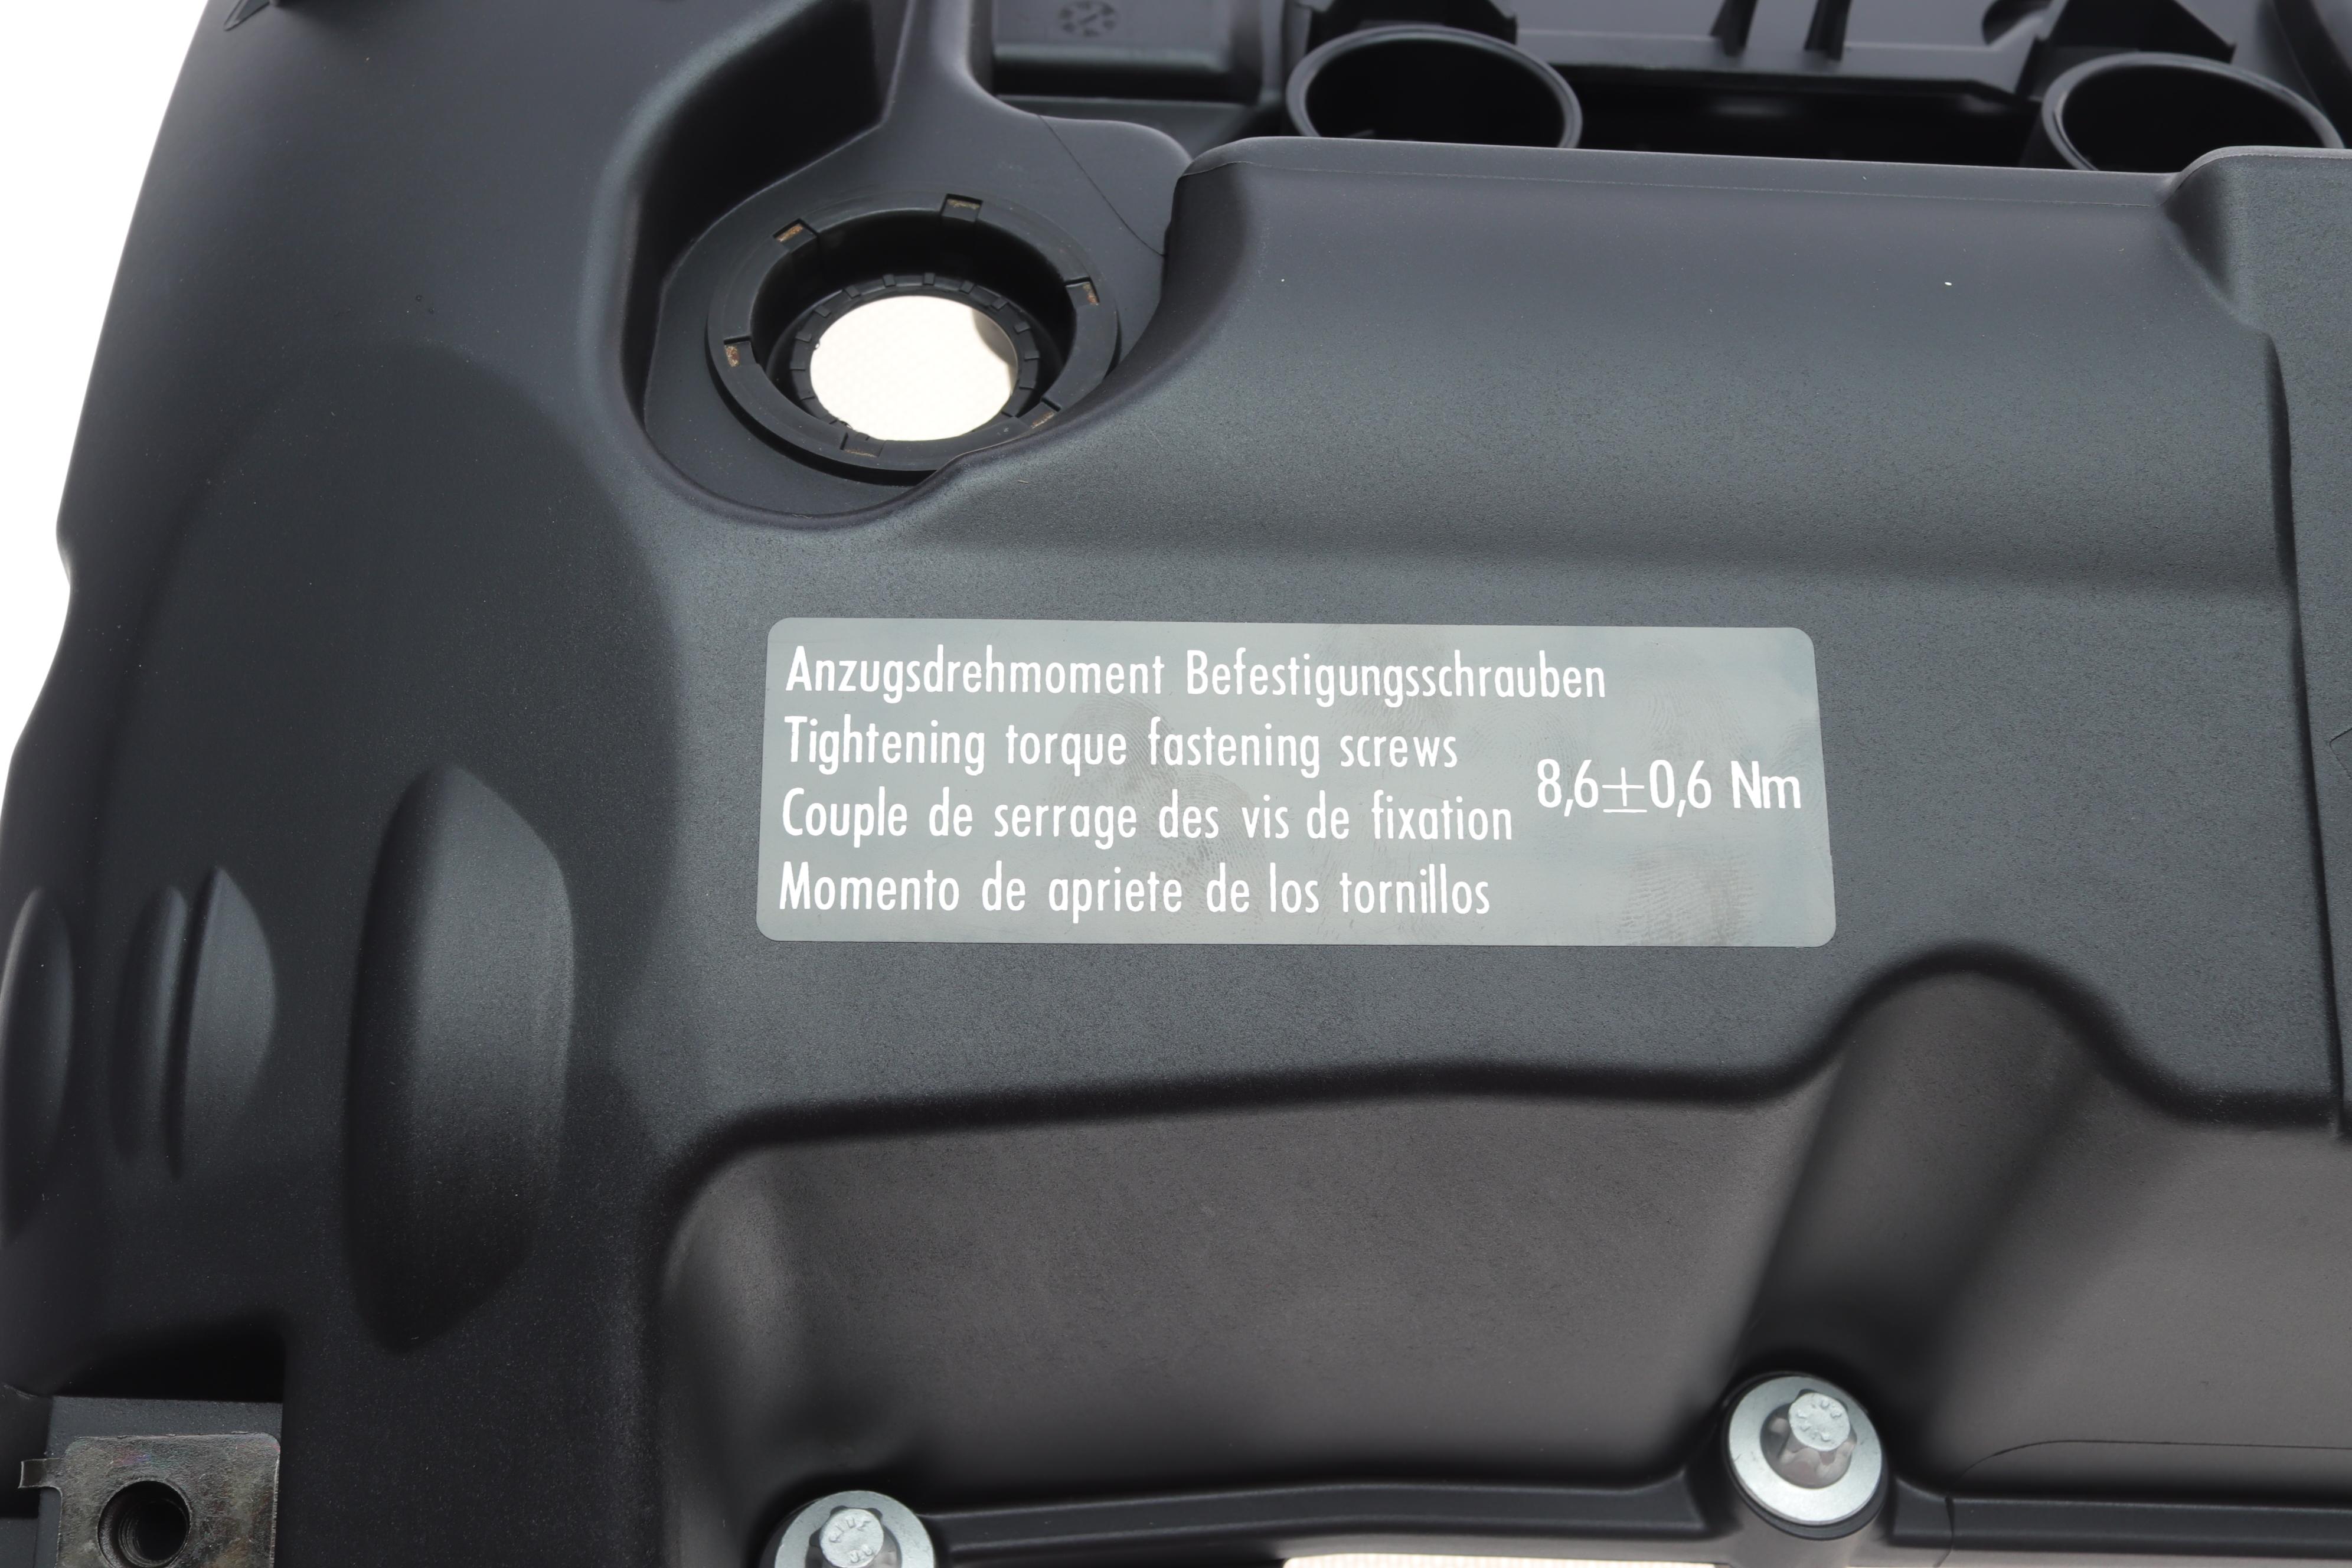 Anzugsdrehmoment Befestigungsschrauben
Tightening torque fastening screws
Couple de serrage des vis de fixation
Momento de apriete de los tornillos
8,6±0,6 Nm